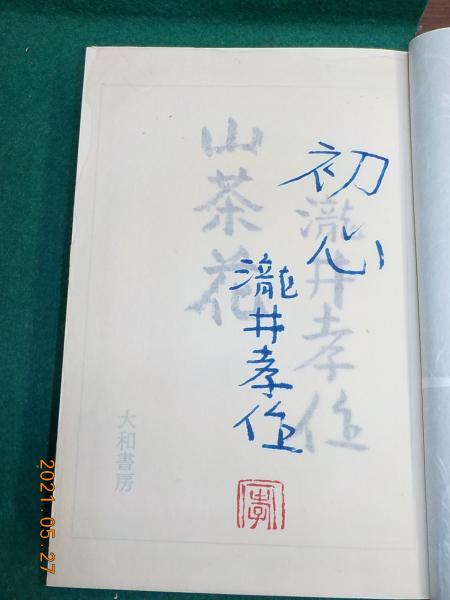 初心
瀧井孝作
瀧井孝作
山茶花
大和書房
孝
2021.05.27